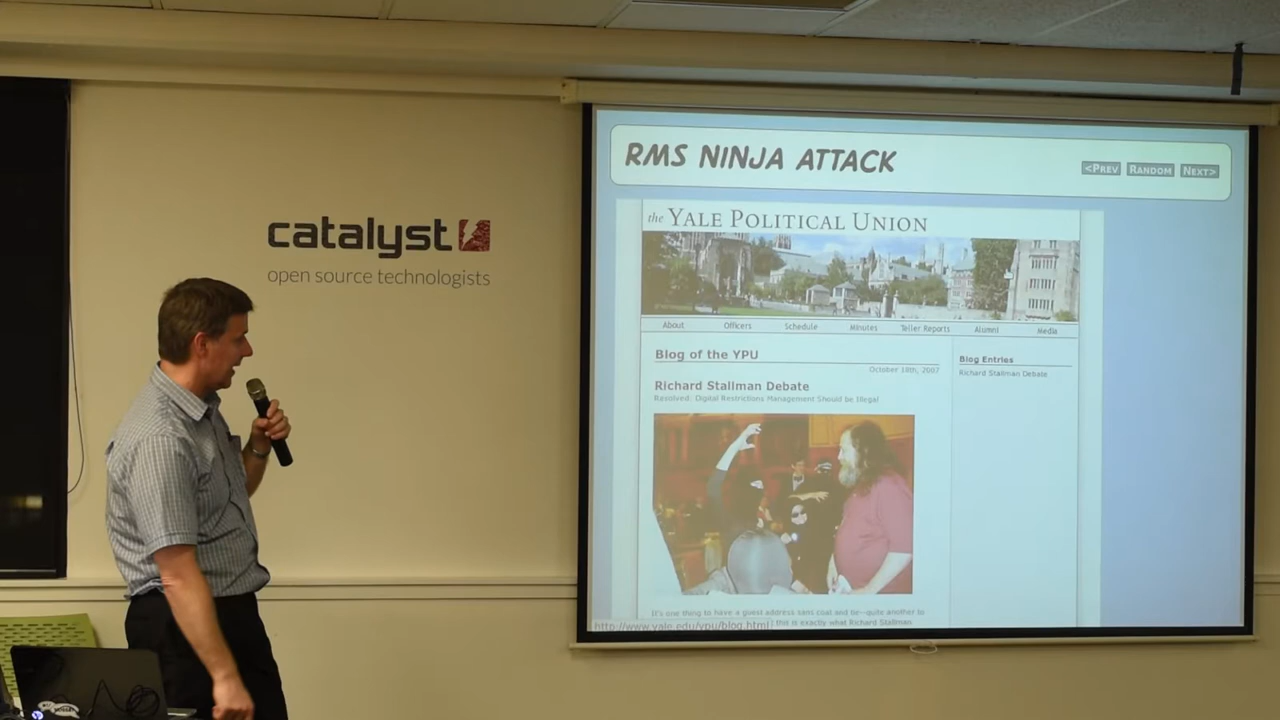 catalyst
open source technologists
RMS NINJA ATTACK
<PREV RANDOM NEXT>
the YALE POLITICAL UNION
About Officers Schedule Minutes Teller Reports Alumni Media
Blog of the YPU
October 18th, 2007
Richard Stallman Debate
Resolved: Digital Restrictions Management Should be Illegal
Blog Entries
Richard Stallman Debate
It's one thing to have a guest address sans coat and tie—quite another to
http://www.yale.edu/ypu/blog.html this is exactly what Richard Stallman